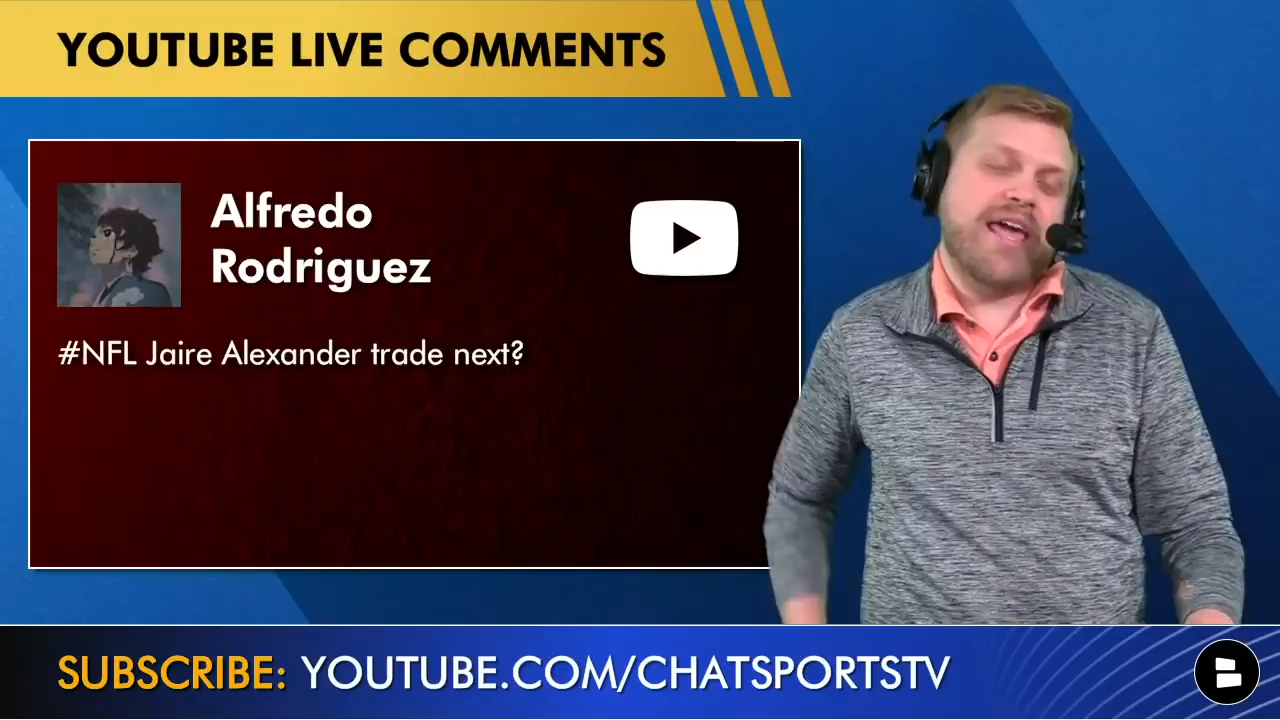 YOUTUBE LIVE COMMENTS
Alfredo
Rodriguez
#NFL Jaire Alexander trade next?
SUBSCRIBE: YOUTUBE.COM/CHATSPORTSTV